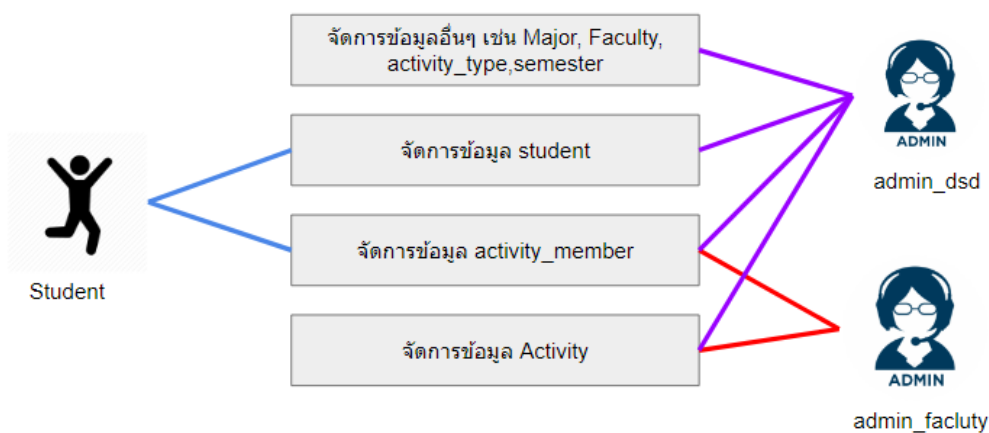 จัดการข้อมูลอื่นๆ เช่น Major, Faculty,
activity_type,semester
จัดการข้อมูล student
จัดการข้อมูล activity_member
จัดการข้อมูล Activity
Student
ADMIN
admin_dsd
ADMIN
admin_facluty